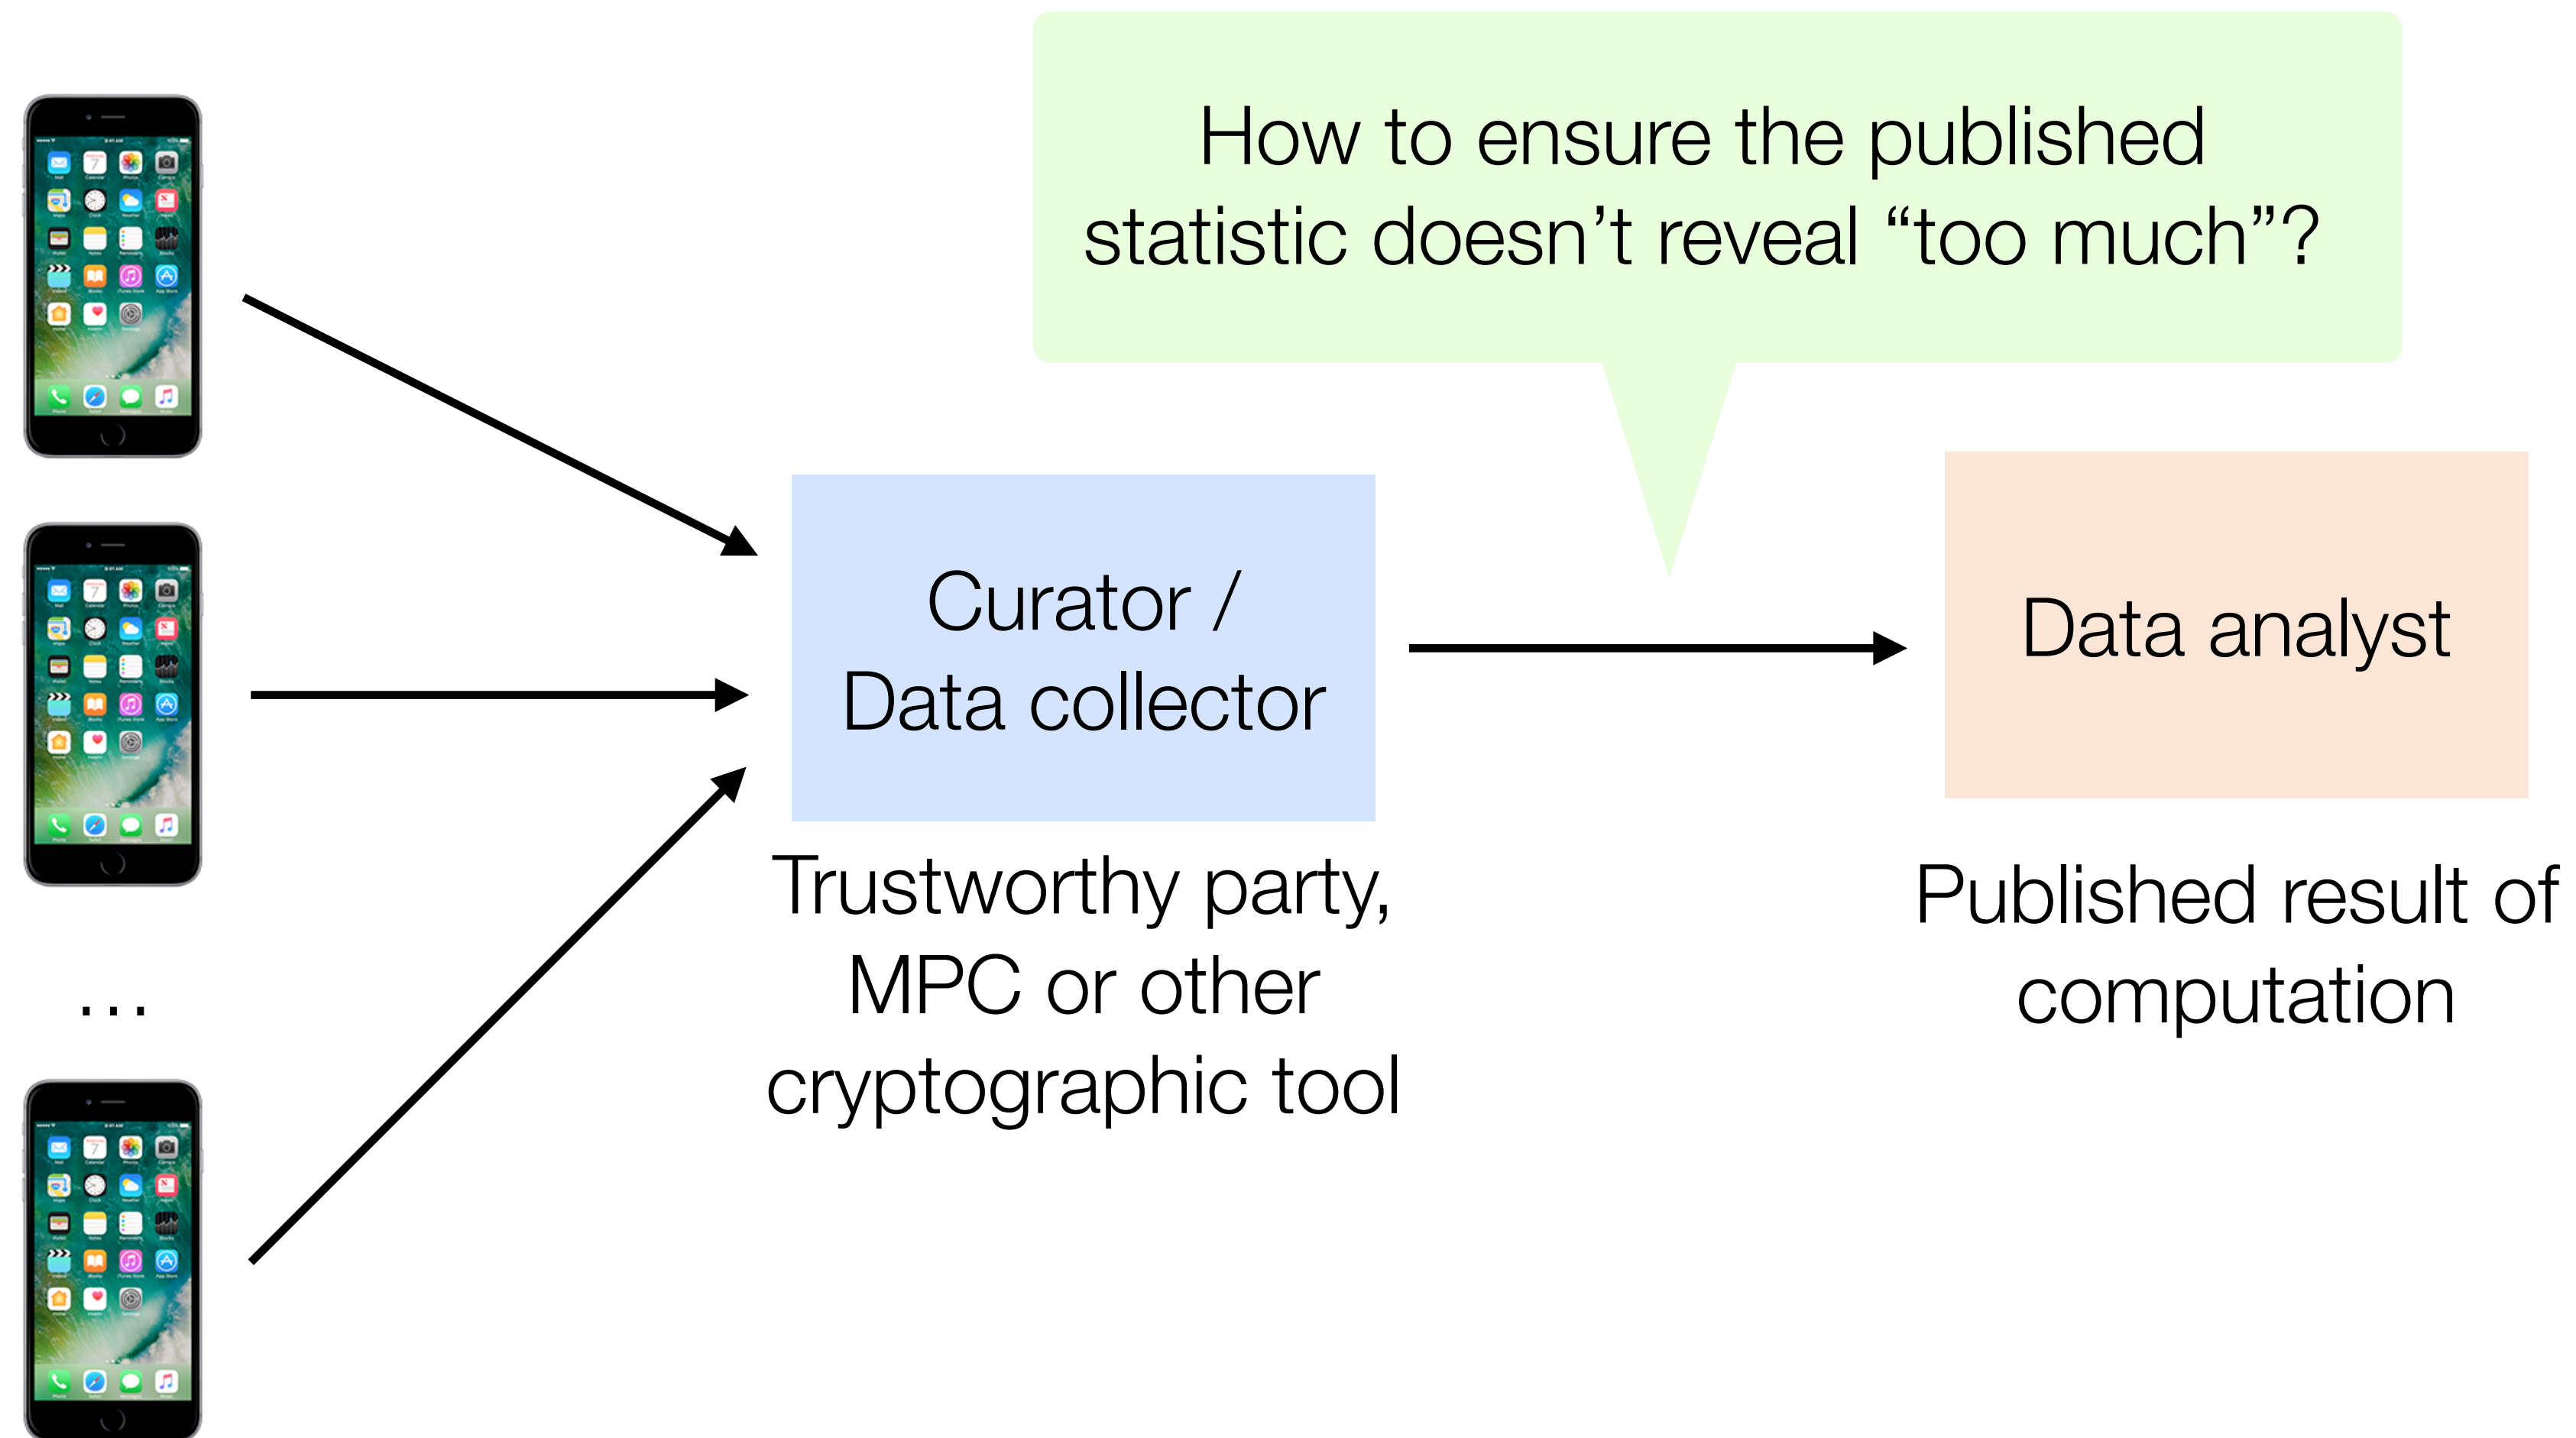 How to ensure the published
statistic doesn’t reveal “too much”?
Curator /
Data collector
Trustworthy party,
MPC or other
cryptographic tool
Data analyst
Published result of
computation
...